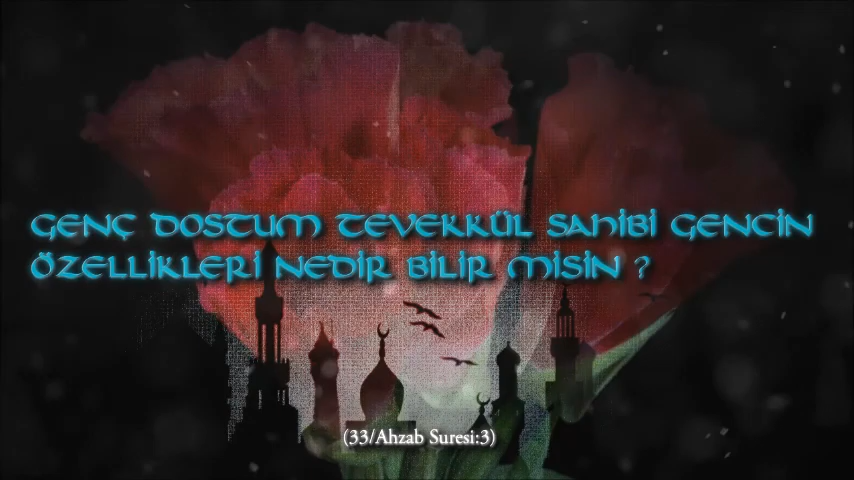 GENÇ DOSTUM TEVEKKÜL SAHİBİ GENCİN
ÖZELLİKLERİ NEDİR BİLİR MİSİN ?
(33/Ahzab Suresi:3)